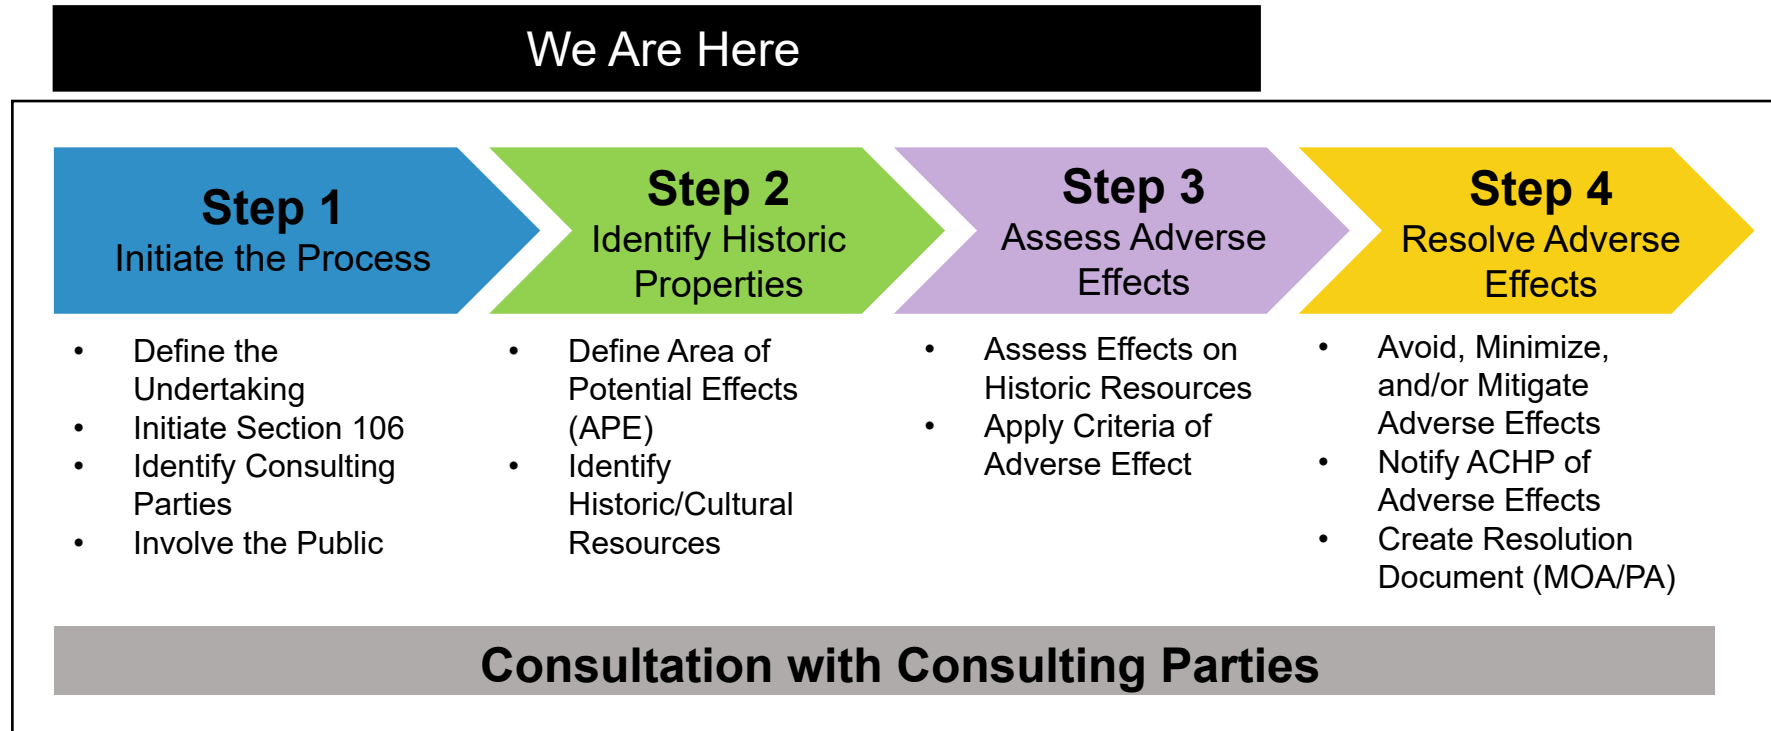 We Are Here
Step 1
Initiate the Process
• Define the
Undertaking
• Initiate Section 106
• Identify Consulting
Parties
• Involve the Public
Step 2
Identify Historic
Properties
• Define Area of
Potential Effects
(APE)
• Identify
Historic/Cultural
Resources
Step 3
Assess Adverse
Effects
• Assess Effects on
Historic Resources
• Apply Criteria of
Adverse Effect
Step 4
Resolve Adverse
Effects
• Avoid, Minimize,
and/or Mitigate
Adverse Effects
• Notify ACHP of
Adverse Effects
• Create Resolution
Document (MOA/PA)
Consultation with Consulting Parties